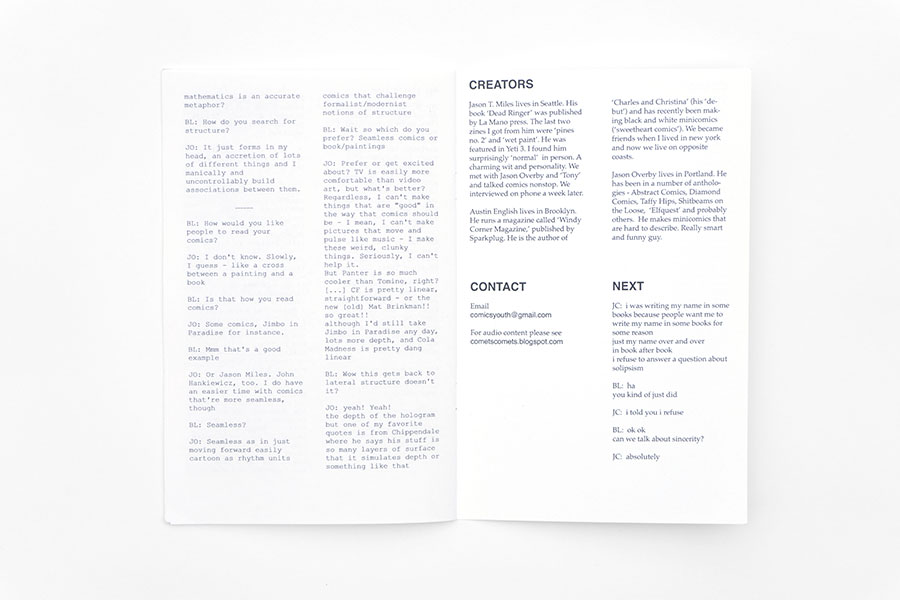 mathematics is an accurate
metaphor?
BL: How do you search for
structure?
JO: It just forms in my
head, an accretion of lots
of different things and I
manically and
uncontrollably build
associations between them.
BL: How would you like
people to read your
comics?
JO: I don't know. Slowly,
I guess - like a cross
between a painting and a
book
BL: Is that how you read
comics?
JO: Some comics, Jimbo in
Paradise for instance.
BL: Mmm that's a good
example
JO: Or Jason Miles. John
Hankiewicz, too. I do have
an easier time with comics
that're more seamless,
though
BL: Seamless?
JO: Seamless as in just
moving forward easily
cartoon as rhythm units
comics that challenge
formalist/modernist
notions of structure
BL: Wait so which do you
prefer? Seamless comics or
book/paintings
JO: Prefer or get excited
about? TV is easily more
comfortable than video
art, but what's better?
Regardless, I can't make
things that are "good" in
the way that comics should
be - I mean, I can't make
pictures that move and
pulse like music - I make
these weird, clunky
things. Seriously, I can't
help it.
But Panter is so much
cooler than Tomine, right?
[...] CF is pretty linear,
straightforward - or the
new (old) Mat Brinkman!!
so great!!
although I'd still take
Jimbo in Paradise any day,
lots more depth, and Cola
Madness is pretty dang
linear
BL: Wow this gets back to
lateral structure doesn't
it?
JO: yeah! Yeah!
the depth of the hologram
but one of my favorite
quotes is from Chippendale
where he says his stuff is
so many layers of surface
that it simulates depth or
something like that
CREATORS
Jason T. Miles lives in Seattle. His
book 'Dead Ringer' was published
by La Mano press. The last two
zines I got from him were 'pines
no. 2' and 'wet paint'. He was
featured in Yeti 3. I found him
surprisingly 'normal' in person. A
charming wit and personality. We
met with Jason Overby and 'Tony'
and talked comics nonstop. We
interviewed on phone a week later.
Austin English lives in Brooklyn.
He runs a magazine called 'Windy
Corner Magazine,' published by
Sparkplug. He is the author of
'Charles and Christina' (his 'de-
but') and has recently been mak-
ing black and white minicomics
('sweetheart comics'). We became
friends when I lived in new york
and now we live on opposite
coasts.
Jason Overby lives in Portland. He
has been in a number of antholo-
gies - Abstract Comics, Diamond
Comics, Taffy Hips, Shitbeams on
the Loose, 'Elfquest' and probably
others. He makes minicomics that
are hard to describe. Really smart
and funny guy.
CONTACT
Email
comicsyouth@gmail.com
For audio content please see
cometscomets.blogspot.com
NEXT
JC: i was writing my name in some
books because people want me to
write my name in some books for
some reason
just my name over and over
in book after book
i refuse to answer a question about
solipsism
BL: ha
you kind of just did
JC: i told you i refuse
BL: ok ok
can we talk about sincerity?
JC: absolutely